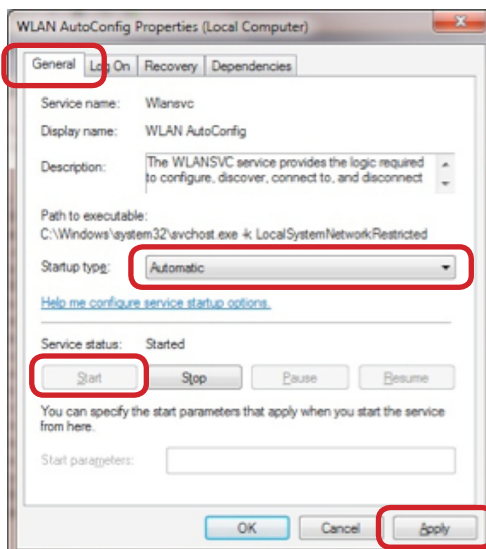 WLAN AutoConfig Properties (Local Computer)
General Log On Recovery Dependencies
Service name: Wlansvc
Display name: WLAN AutoConfig
Description: The WLANSVC service provides the logic required
to configure, discover, connect to, and disconnect
Path to executable:
C:\Windows\system32\svchost.exe -k LocalSystemNetworkRestricted
Startup type: Automatic
Help me configure service startup options.
Service status: Started
Start Stop Pause Resume
You can specify the start parameters that apply when you start the service
from here.
Start parameters:
OK Cancel Apply